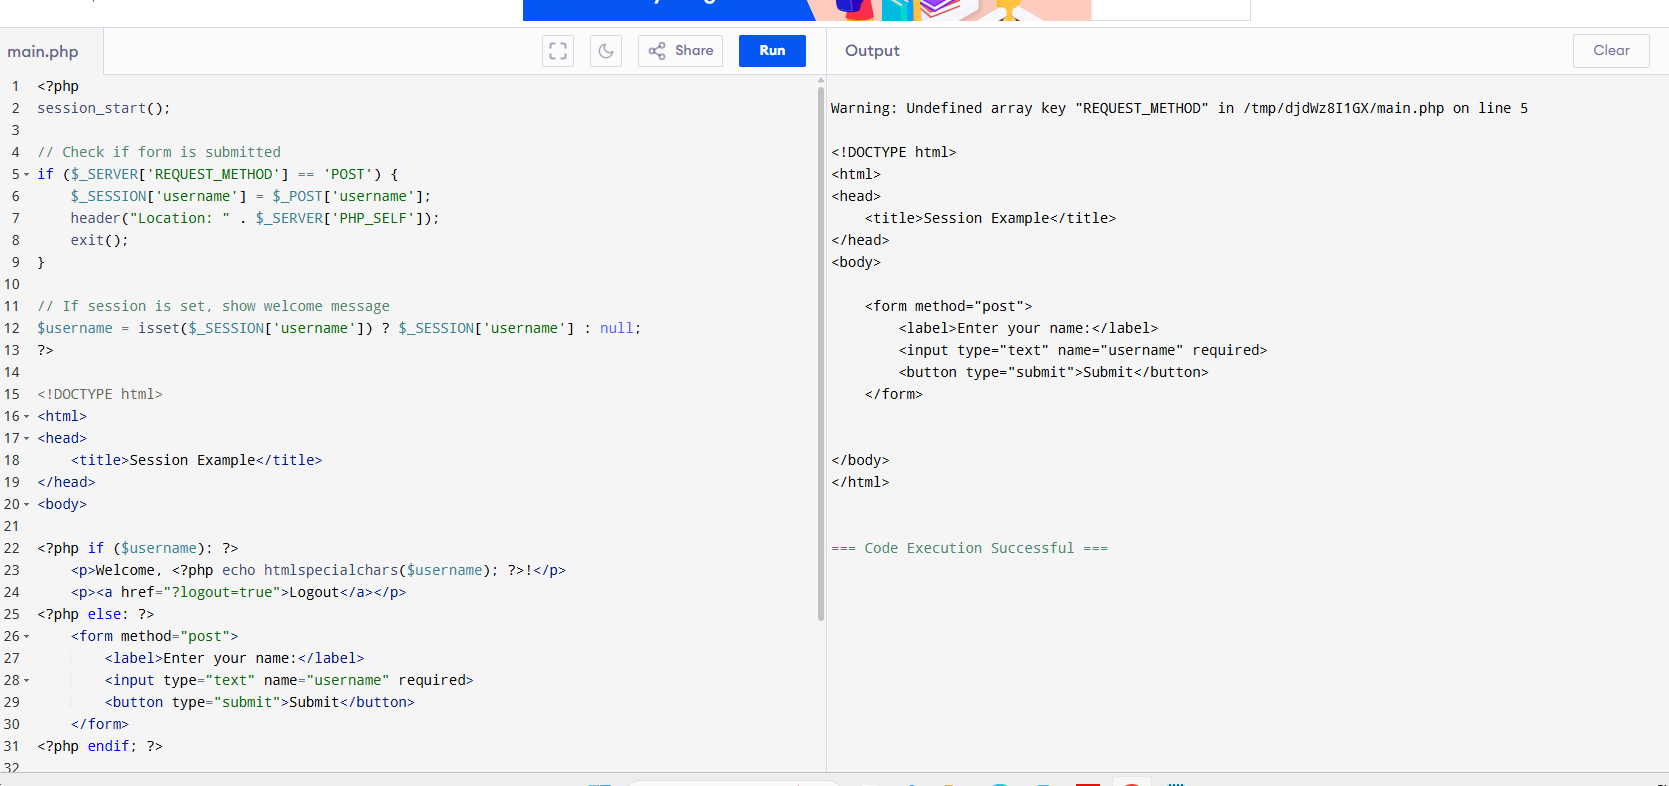 main.php
Share
Run
Output
Clear
1 <?php
2 session_start();
3
4 // Check if form is submitted
5 if ($_SERVER['REQUEST_METHOD'] == 'POST') {
6     $_SESSION['username'] = $_POST['username'];
7     header("Location: " . $_SERVER['PHP_SELF']);
8     exit();
9 }
10
11 // If session is set, show welcome message
12 $username = isset($_SESSION['username']) ? $_SESSION['username'] : null;
13 ?>
14
15 <!DOCTYPE html>
16 <html>
17 <head>
18     <title>Session Example</title>
19 </head>
20 <body>
21
22 <?php if ($username): ?>
23     <p>Welcome, <?php echo htmlspecialchars($username); ?>!</p>
24     <p><a href="?logout=true">Logout</a></p>
25 <?php else: ?>
26     <form method="post">
27         <label>Enter your name:</label>
28         <input type="text" name="username" required>
29         <button type="submit">Submit</button>
30     </form>
31 <?php endif; ?>
32
Warning: Undefined array key "REQUEST_METHOD" in /tmp/djdWz8I1GX/main.php on line 5
<!DOCTYPE html>
<html>
<head>
    <title>Session Example</title>
</head>
<body>
    <form method="post">
        <label>Enter your name:</label>
        <input type="text" name="username" required>
        <button type="submit">Submit</button>
    </form>
</body>
</html>
=== Code Execution Successful ===